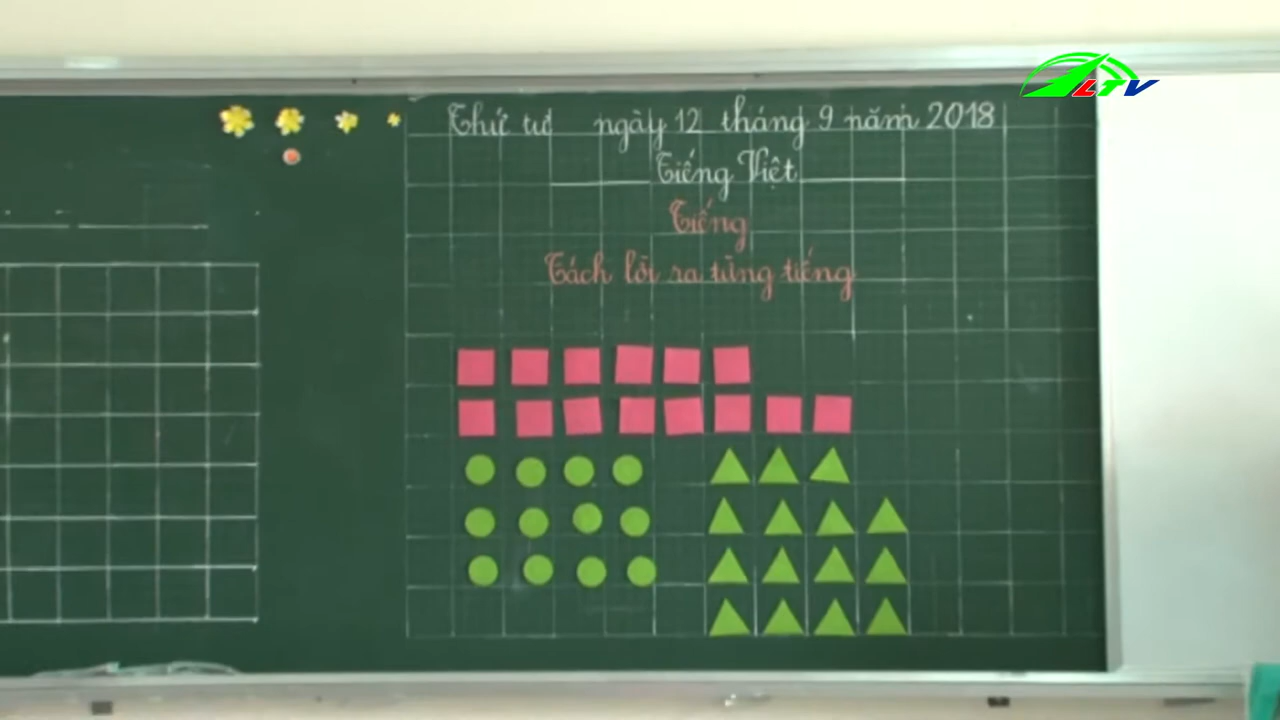 LTV
Thứ tư ngày 12 tháng 9 năm 2018
Tiếng Việt
Tiếng
Tách lời ra từng tiếng